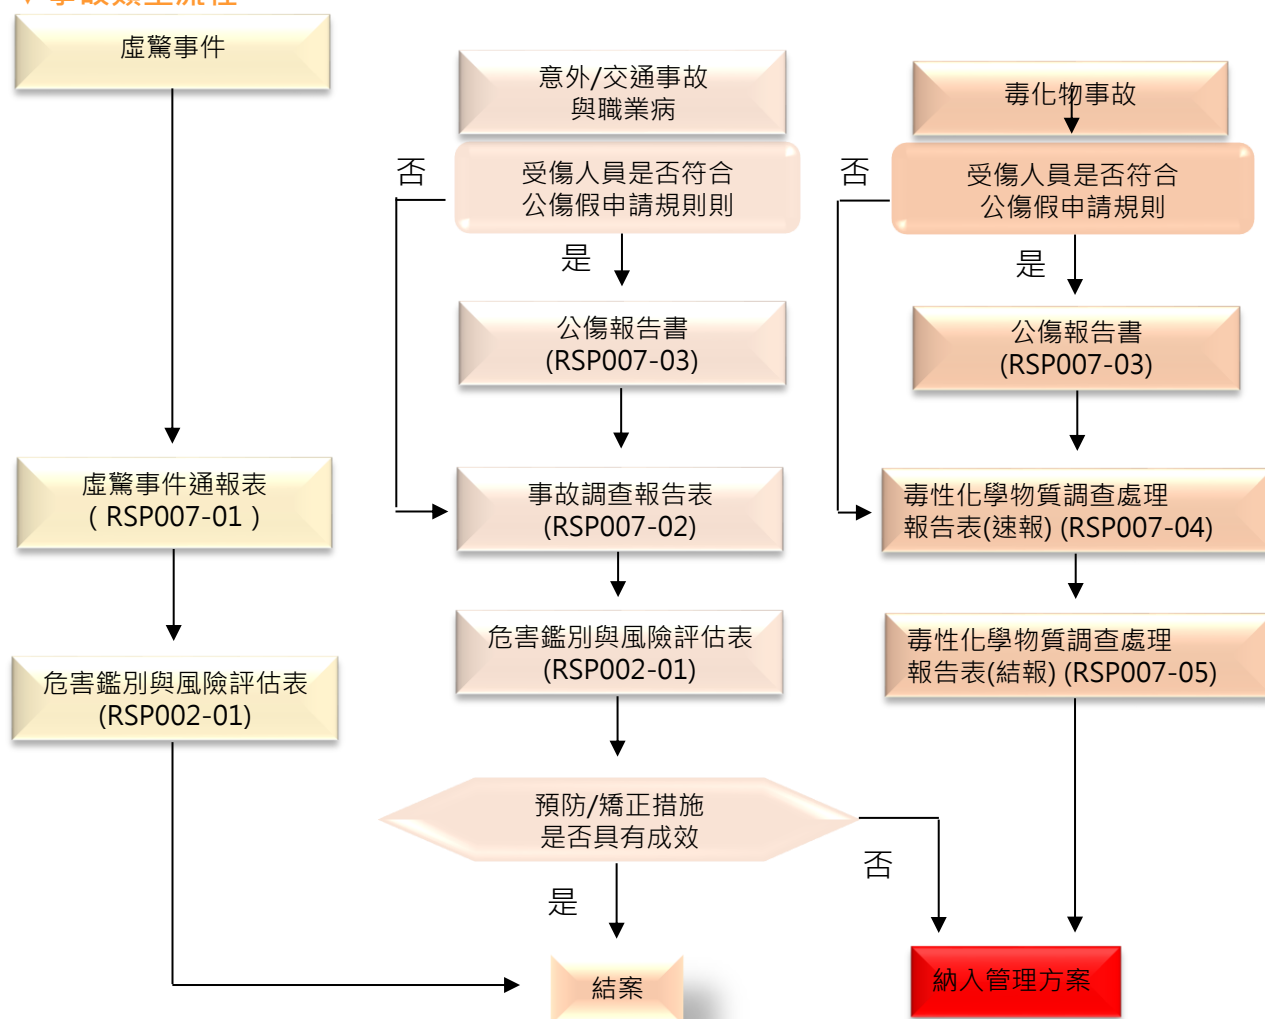 虛驚事件
虛驚事件通報表
( RSP007-01 )
危害鑑別與風險評估表
(RSP002-01)
意外/交通事故
與職業病
否
受傷人員是否符合
公傷假申請規則則
是
公傷報告書
(RSP007-03)
事故調查報告表
(RSP007-02)
危害鑑別與風險評估表
(RSP002-01)
預防/矯正措施
是否具有成效
是
否
結案
毒化物事故
否
受傷人員是否符合
公傷假申請規則
是
公傷報告書
(RSP007-03)
毒性化學物質調查處理
報告表(速報) (RSP007-04)
毒性化學物質調查處理
報告表(結報) (RSP007-05)
納入管理方案